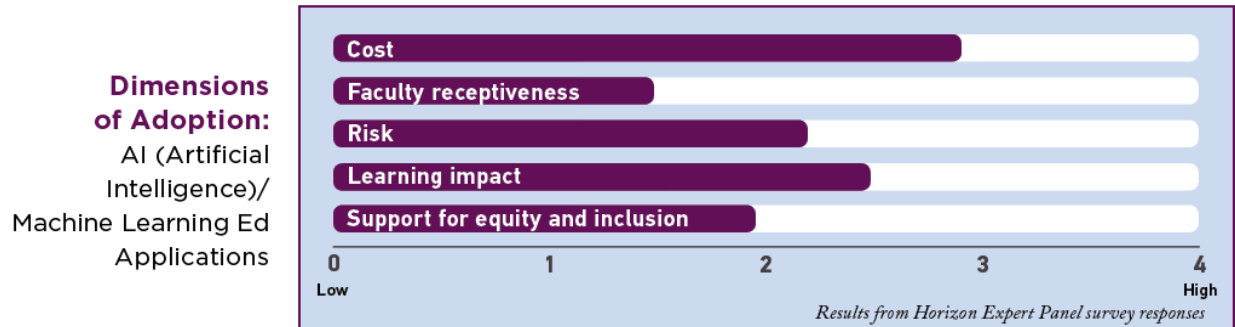 Dimensions
of Adoption:
AI (Artificial
Intelligence)/
Machine Learning Ed
Applications
Cost
Faculty receptiveness
Risk
Learning impact
Support for equity and inclusion
0 1 2 3 4
Low High
Results from Horizon Expert Panel survey responses